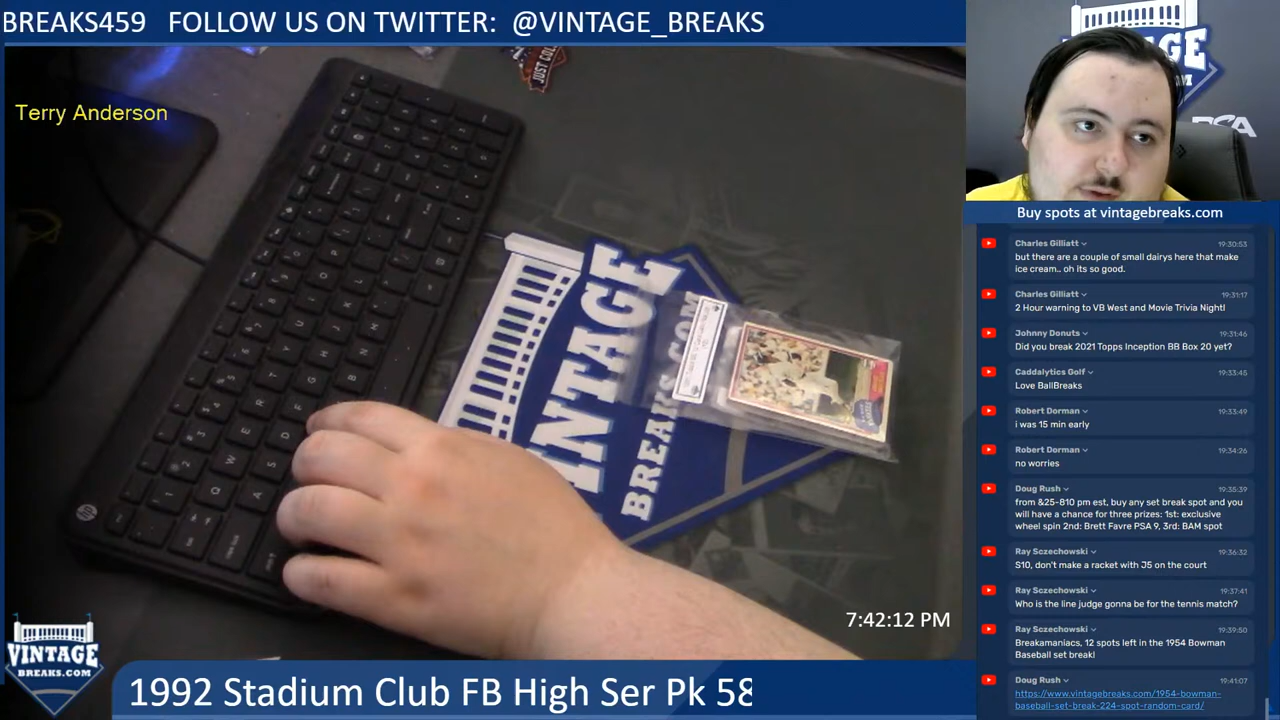 BREAKS459 FOLLOW US ON TWITTER: @VINTAGE_BREAKS
Terry Anderson
JUST COL
VINTAGE
BREAKS.COM
PSA
Buy spots at vintagebreaks.com
Charles Gilliatt 19:30:53
but there are a couple of small dairys here that make
ice cream.. oh its so good.
Charles Gilliatt 19:31:17
2 Hour warning to VB West and Movie Trivia Night!
Johnny Donuts 19:31:46
Did you break 2021 Topps Inception BB Box 20 yet?
Caddalytics Golf 19:33:45
Love BallBreaks
Robert Dorman 19:33:49
i was 15 min early
Robert Dorman 19:34:26
no worries
Doug Rush 19:35:39
from &25-810 pm est, buy any set break spot and you
will have a chance for three prizes: 1st: exclusive
wheel spin 2nd: Brett Favre PSA 9, 3rd: BAM spot
Ray Sczechowski 19:36:32
S10, don't make a racket with J5 on the court
Ray Sczechowski 19:37:41
Who is the line judge gonna be for the tennis match?
Ray Sczechowski 19:39:50
Breakamaniacs, 12 spots left in the 1954 Bowman
Baseball set break!
Doug Rush 19:41:07
https://www.vintagebreaks.com/1954-bowman-
baseball-set-break-224-spot-random-card/
7:42:12 PM
VINTAGE
BREAKS.COM
1992 Stadium Club FB High Ser Pk 58